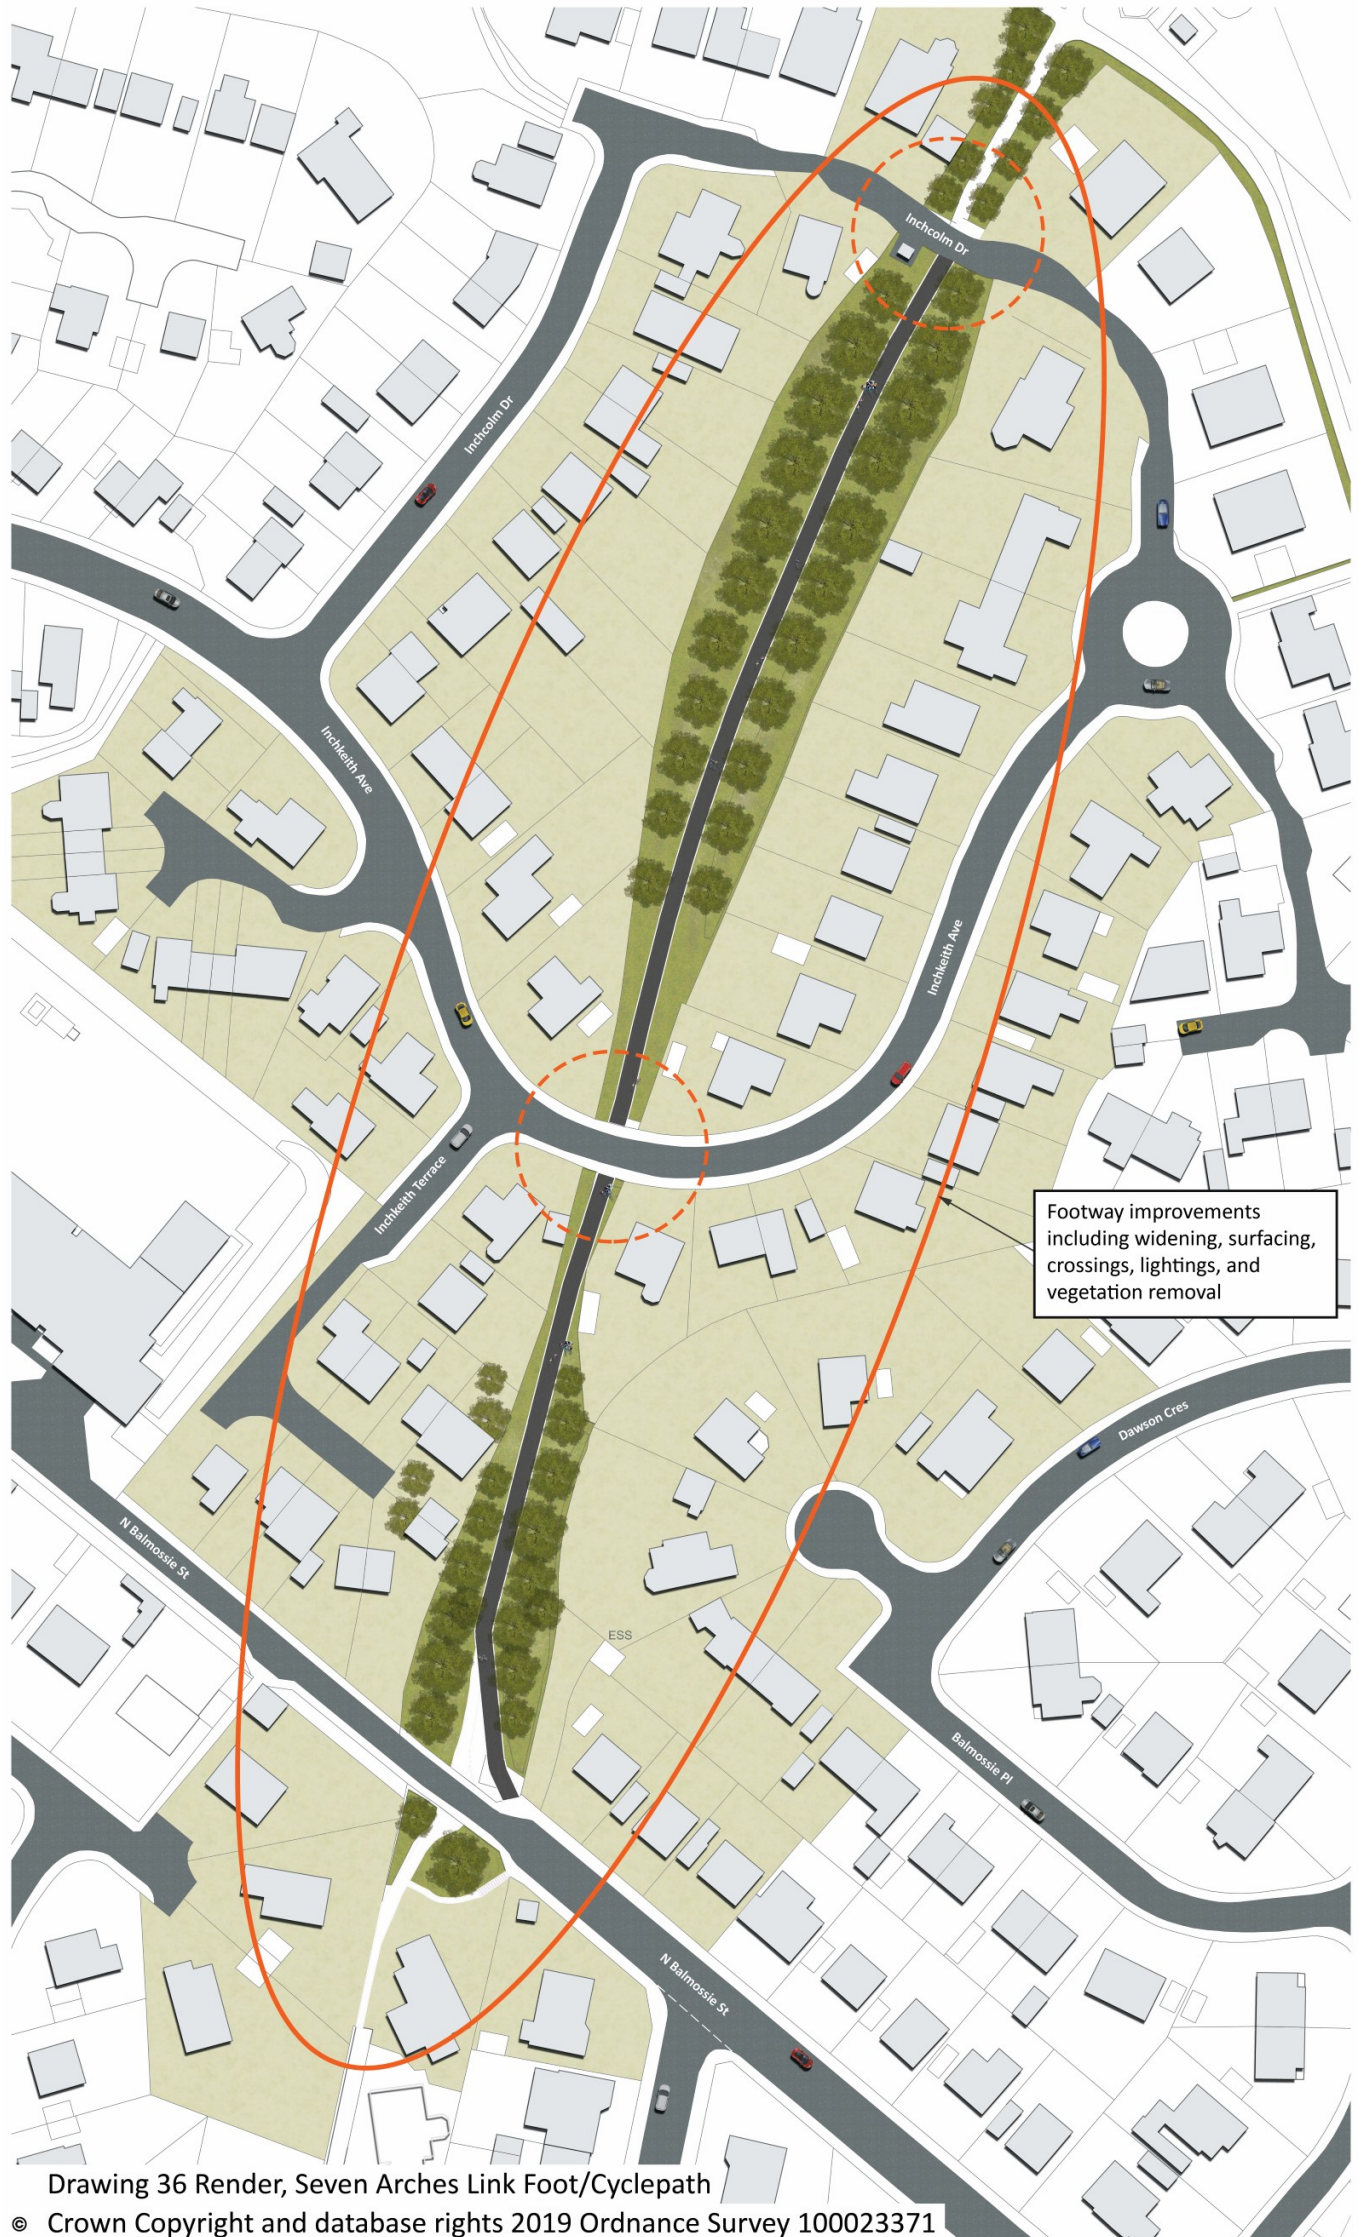 Inchcolm Dr
Inchcolm Dr
Inchkeith Ave
Inchkeith Ave
Inchkeith Terrace
Footway improvements
including widening, surfacing,
crossings, lightings, and
vegetation removal
Dawson Cres
N Balmossie St
ESS
Balmossie Pl
N Balmossie St
Drawing 36 Render, Seven Arches Link Foot/Cyclepath
© Crown Copyright and database rights 2019 Ordnance Survey 100023371